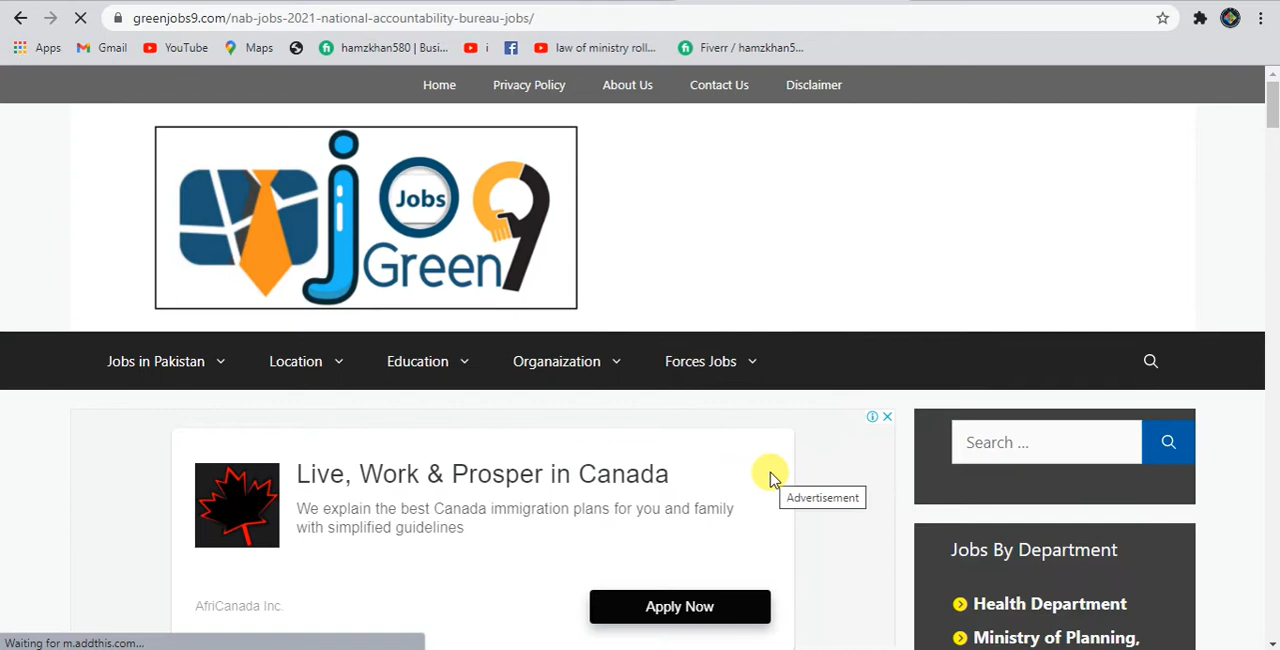 greenjobs9.com/nab-jobs-2021-national-accountability-bureau-jobs/
Apps Gmail YouTube Maps hamzkhan580 | Busi... i law of ministry roll... Fiverr / hamzkhan5...
Home Privacy Policy About Us Contact Us Disclaimer
j Jobs 9
Green
Jobs in Pakistan Location Education Organaization Forces Jobs
Live, Work & Prosper in Canada
We explain the best Canada immigration plans for you and family
with simplified guidelines
AfriCanada Inc.
Apply Now
Advertisement
Search ...
Jobs By Department
Health Department
Ministry of Planning,
Waiting for m.addthis.com...